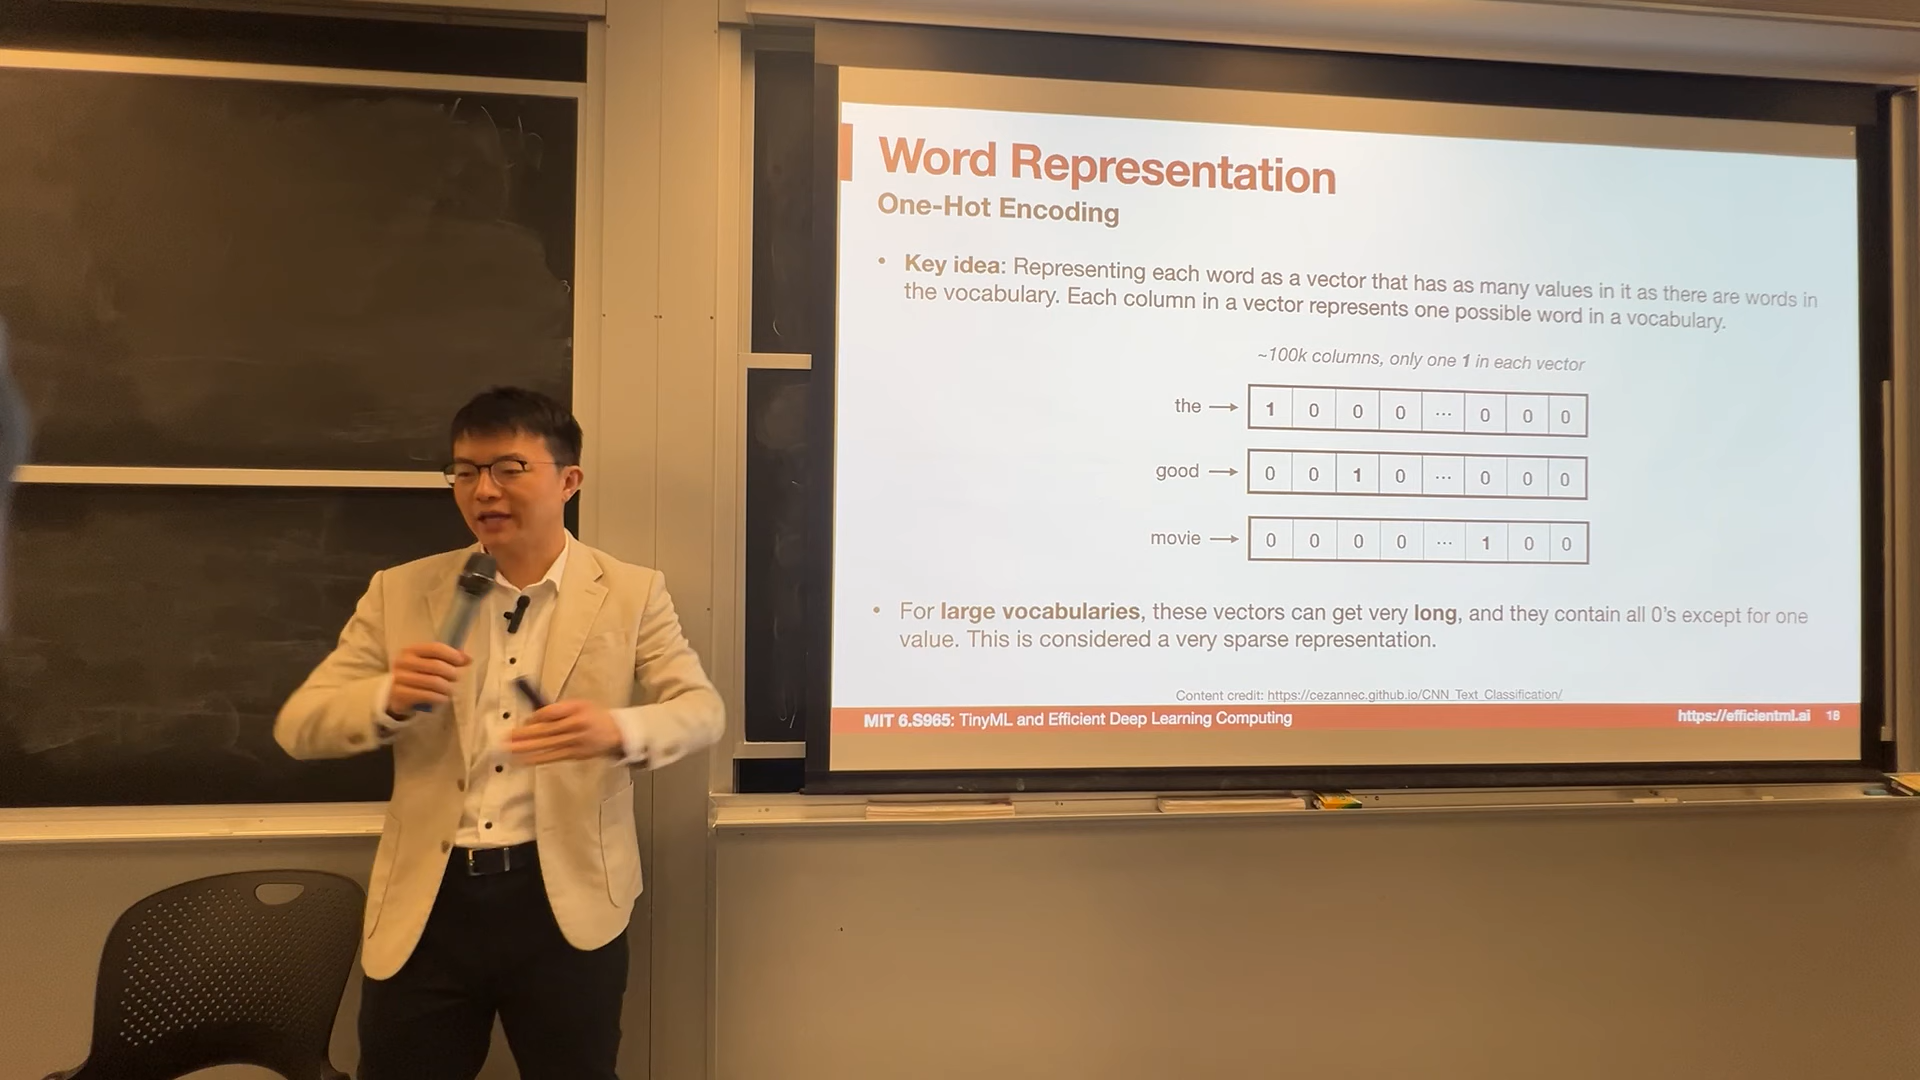 Word Representation
One-Hot Encoding
• Key idea: Representing each word as a vector that has as many values in it as there are words in
the vocabulary. Each column in a vector represents one possible word in a vocabulary.
~100k columns, only one 1 in each vector
the → 1 0 0 0 ... 0 0 0
good → 0 0 1 0 ... 0 0 0
movie → 0 0 0 0 ... 1 0 0
• For large vocabularies, these vectors can get very long, and they contain all 0's except for one
value. This is considered a very sparse representation.
Content credit: https://cezannec.github.io/CNN_Text_Classification/
MIT 6.S965: TinyML and Efficient Deep Learning Computing
https://efficientml.ai 18